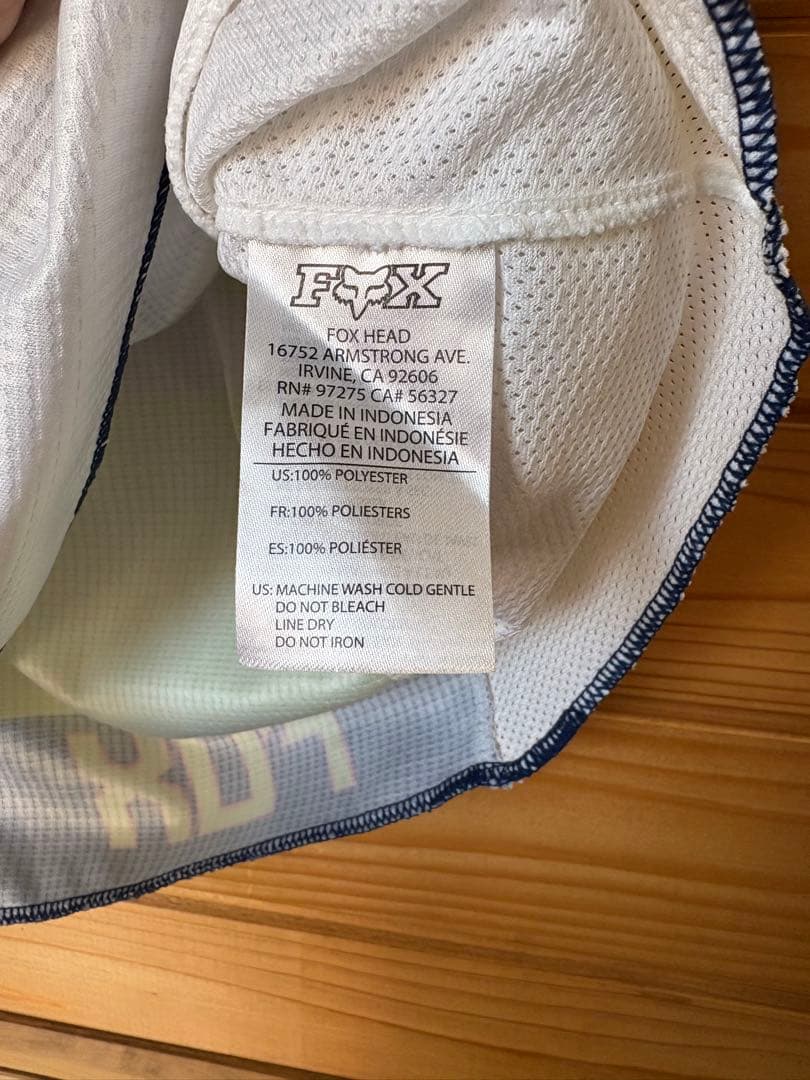 FOX
FOX HEAD
16752 ARMSTRONG AVE.
IRVINE, CA 92606
RN# 97275 CA# 56327
MADE IN INDONESIA
FABRIQUÉ EN INDONÉSIE
HECHO EN INDONESIA
US:100% POLYESTER
FR:100% POLIESTERS
ES:100% POLIÉSTER
US: MACHINE WASH COLD GENTLE
DO NOT BLEACH
LINE DRY
DO NOT IRON